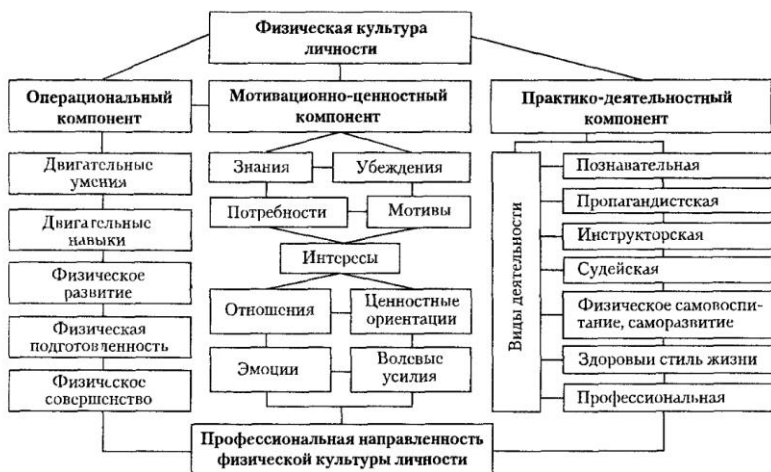 Физическая культура
личности
Операциональный
компонент
Мотивационно-ценностный
компонент
Практико-деятельностный
компонент
Двигательные
умения
Двигательные
навыки
Физическое
развитие
Физическая
подготовленность
Физическое
совершенство
Знания
Убеждения
Потребности
Мотивы
Интересы
Отношения
Ценностные
ориентации
Эмоции
Волевые
усилия
Виды деятельности
Познавательная
Пропагандистская
Инструкторская
Судейская
Физическое самовоспи-
тание, саморазвитие
Здоровый стиль жизни
Профессиональная
Профессиональная направленность
физической культуры личности